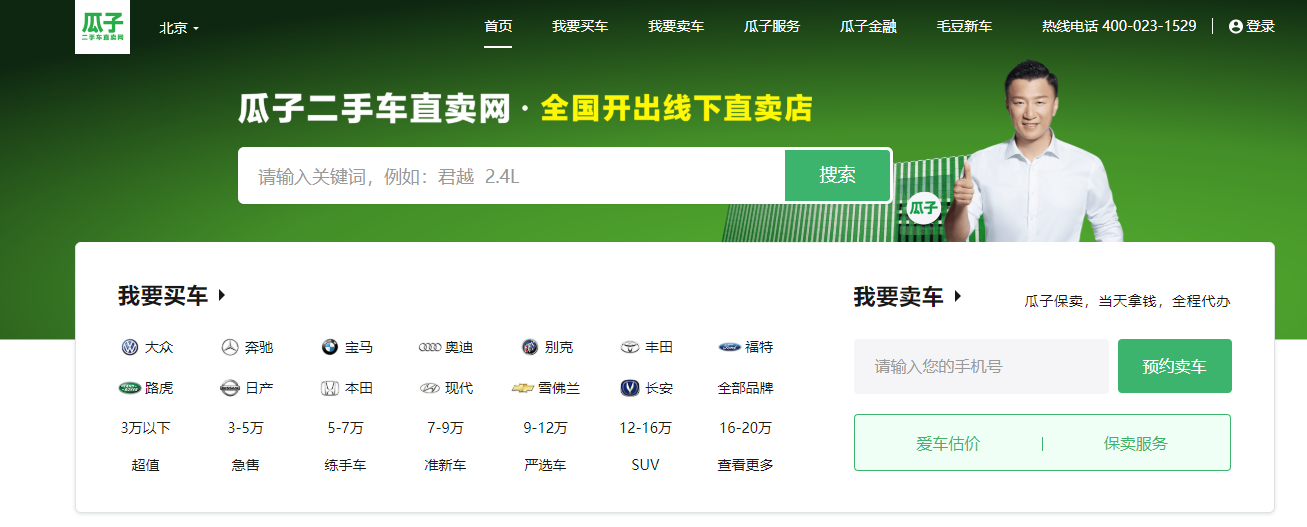 瓜子
二手车直卖网
北京
首页 我要买车 我要卖车 瓜子服务 瓜子金融 毛豆新车 热线电话 400-023-1529 登录
瓜子二手车直卖网·全国开出线下直卖店
请输入关键词，例如：君越 2.4L 搜索
瓜子
我要买车
大众 奔驰 宝马 奥迪 别克 丰田 福特
路虎 日产 本田 现代 雪佛兰 长安 全部品牌
3万以下 3-5万 5-7万 7-9万 9-12万 12-16万 16-20万
超值 急售 练手车 准新车 严选车 SUV 查看更多
我要卖车 瓜子保卖，当天拿钱，全程代办
请输入您的手机号 预约卖车
爱车估价 | 保卖服务